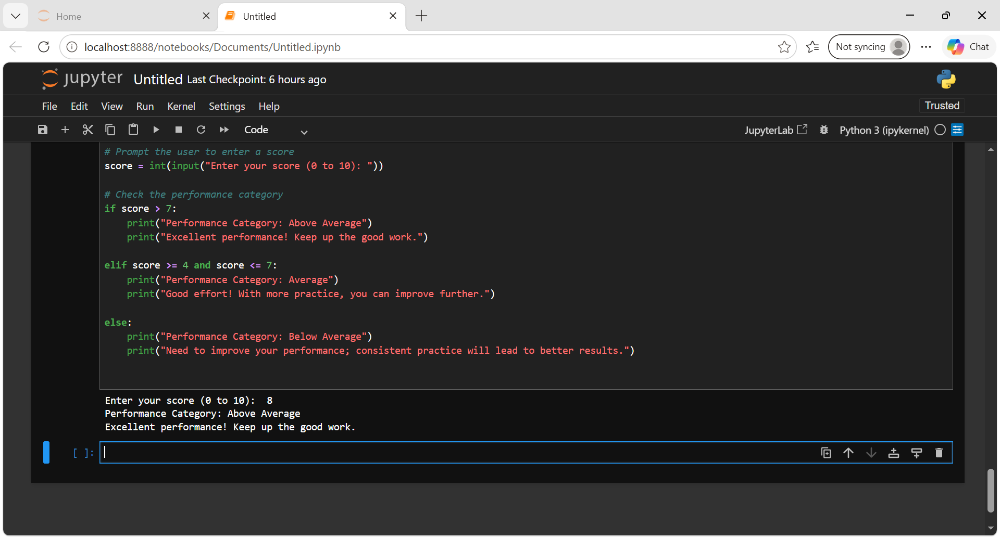 Home
Untitled
localhost:8888/notebooks/Documents/Untitled.ipynb
Not syncing
Chat
jupyter Untitled Last Checkpoint: 6 hours ago
File Edit View Run Kernel Settings Help
Trusted
Code
JupyterLab
Python 3 (ipykernel)
# Prompt the user to enter a score
score = int(input("Enter your score (0 to 10): "))
# Check the performance category
if score > 7:
    print("Performance Category: Above Average")
    print("Excellent performance! Keep up the good work.")
elif score >= 4 and score <= 7:
    print("Performance Category: Average")
    print("Good effort! With more practice, you can improve further.")
else:
    print("Performance Category: Below Average")
    print("Need to improve your performance; consistent practice will lead to better results.")
Enter your score (0 to 10):  8
Performance Category: Above Average
Excellent performance! Keep up the good work.
[ ]: